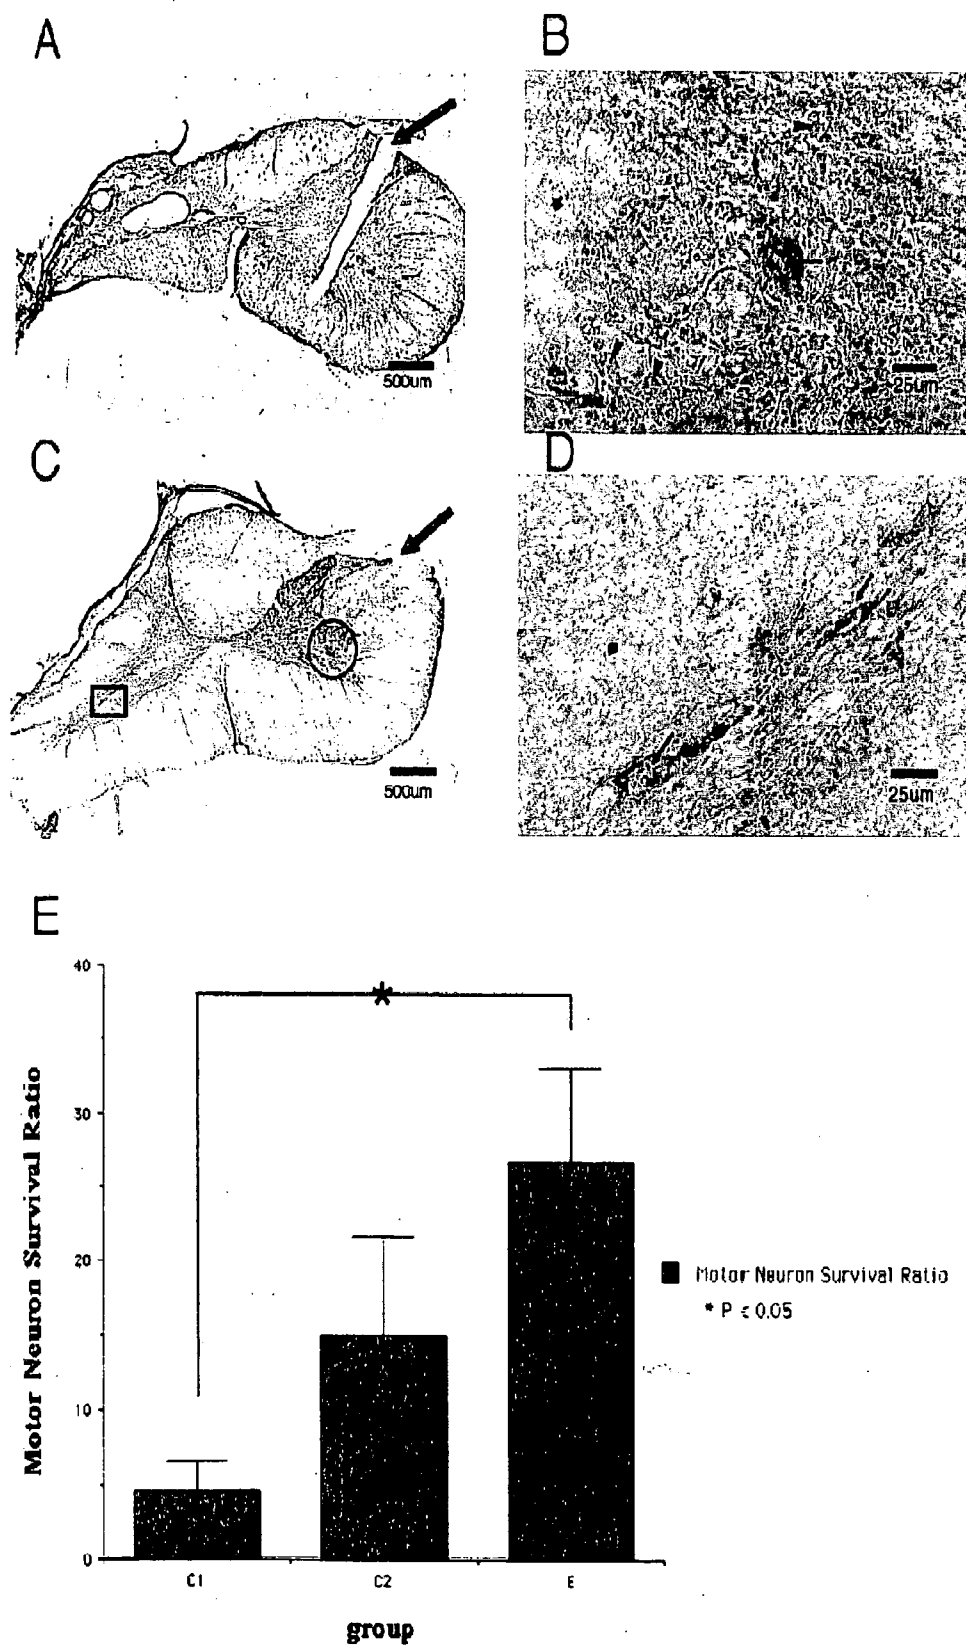 A
B
500um
25um
C
D
500um
25um
E
40
30
20
10
0
*
Motor Neuron Survival Ratio
C1
C2
E
group
Motor Neuron Survival Ratio
* P ≤ 0.05